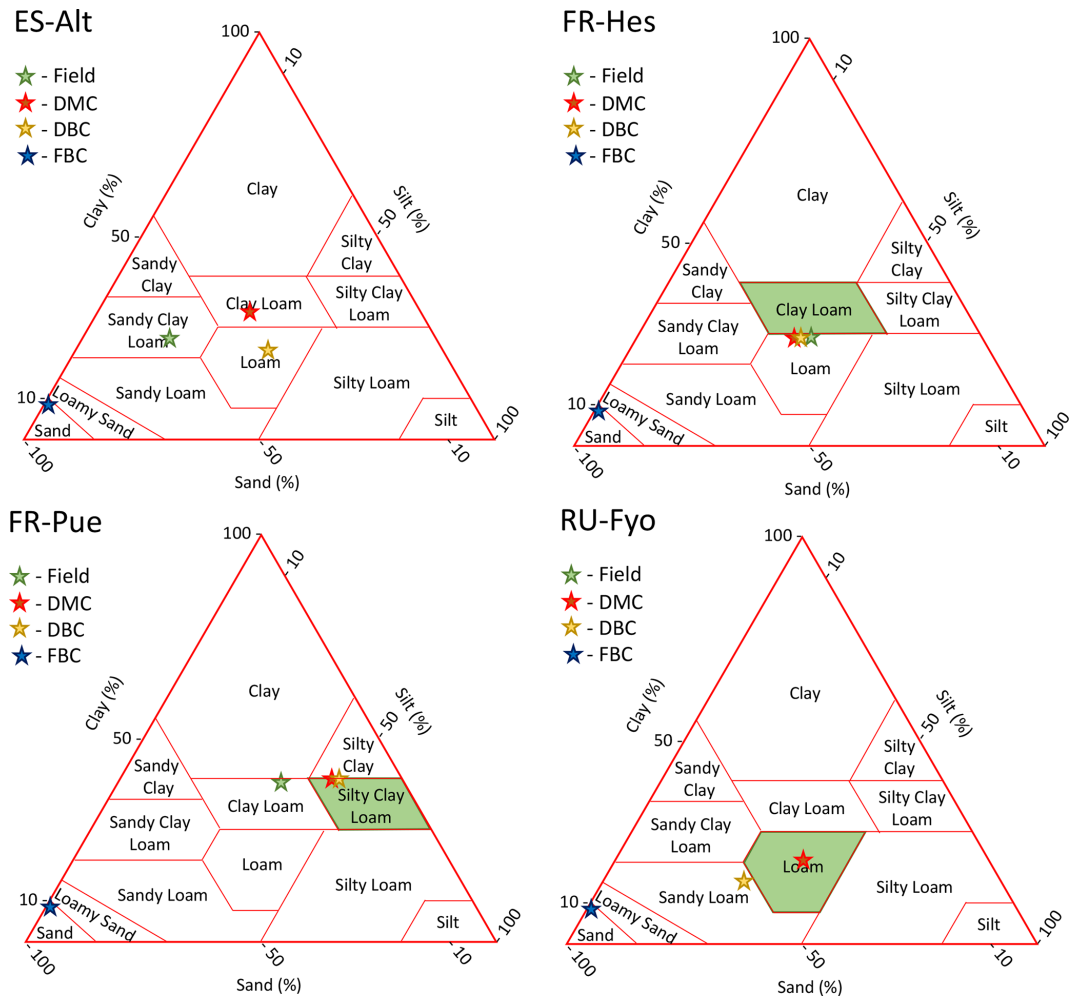 ES-Alt
- Field
- DMC
- DBC
- FBC
100
- 10
Clay (%)
Silt (%)
50 -
- 50
Clay
Silty
Clay
Sandy
Clay
Clay Loam
Silty Clay
Loam
Sandy Clay
Loam
Loam
Sandy Loam
Silty Loam
10
Loamy Sand
Sand
Silt
- 100
- 50
- 10
- 100
Sand (%)
FR-Hes
- Field
- DMC
- DBC
- FBC
100 -
- 10
Clay (%)
Silt (%)
50 -
- 50
Clay
Silty
Clay
Sandy
Clay
Clay Loam
Silty Clay
Loam
Sandy Clay
Loam
Loam
Sandy Loam
Silty Loam
10
Loamy Sand
Sand
Silt
- 100
- 50
- 10
- 100
Sand (%)
FR-Pue
- Field
- DMC
- DBC
- FBC
100 -
- 10
Clay (%)
Silt (%)
50 -
- 50
Clay
Silty
Clay
Sandy
Clay
Clay Loam
Silty Clay
Loam
Sandy Clay
Loam
Loam
Sandy Loam
Silty Loam
10
Loamy Sand
Sand
Silt
- 100
- 50
- 10
- 100
Sand (%)
RU-Fyo
- Field
- DMC
- DBC
- FBC
100 -
- 10
Clay (%)
Silt (%)
50 -
- 50
Clay
Silty
Clay
Sandy
Clay
Clay Loam
Silty Clay
Loam
Sandy Clay
Loam
Loam
Sandy Loam
Silty Loam
10
Loamy Sand
Sand
Silt
- 100
- 50
- 10
- 100
Sand (%)